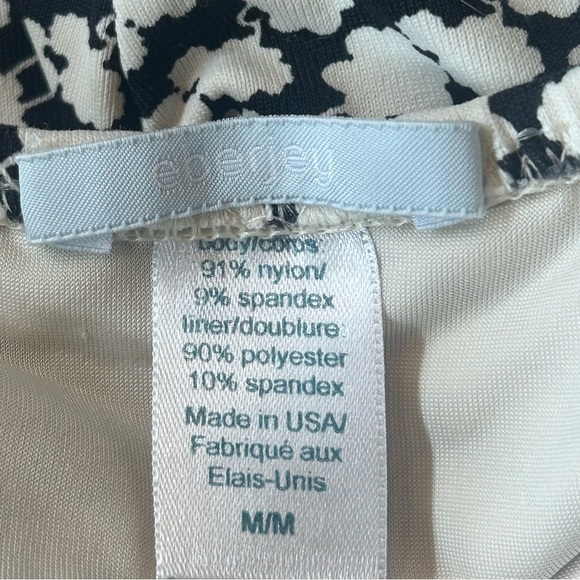 eberjey
body/corps:
91% nylon/
9% spandex
liner/doublure:
90% polyester
10% spandex
Made in USA/
Fabriqué aux
Elais-Unis
M/M